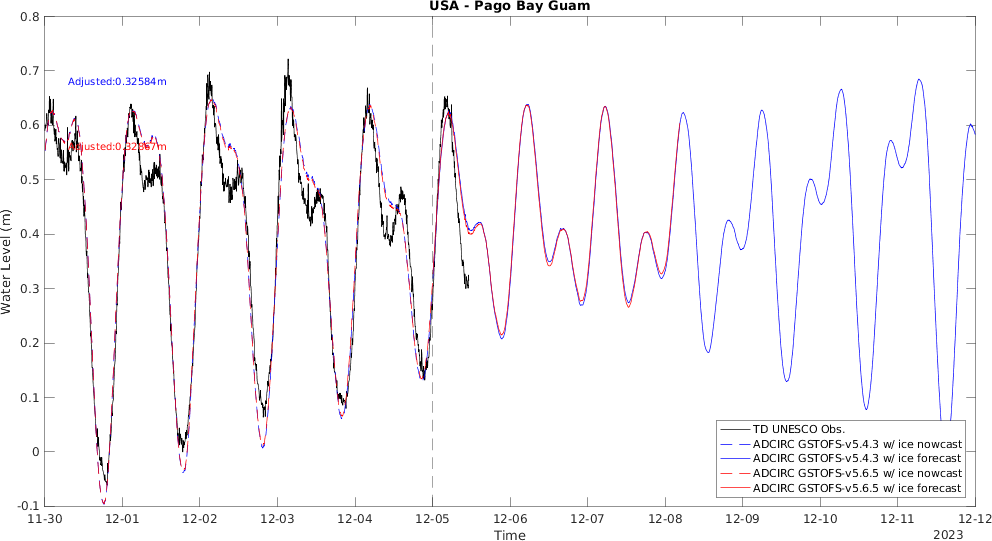 USA - Pago Bay Guam
0.8
0.7
0.6
0.5
0.4
0.3
0.2
0.1
0
-0.1
Water Level (m)
Adjusted:0.32584m
Adjusted:0.32867m
TD UNESCO Obs.
ADCIRC GSTOFS-v5.4.3 w/ ice nowcast
ADCIRC GSTOFS-v5.4.3 w/ ice forecast
ADCIRC GSTOFS-v5.6.5 w/ ice nowcast
ADCIRC GSTOFS-v5.6.5 w/ ice forecast
11-30 12-01 12-02 12-03 12-04 12-05 12-06 12-07 12-08 12-09 12-10 12-11 12-12
Time
2023